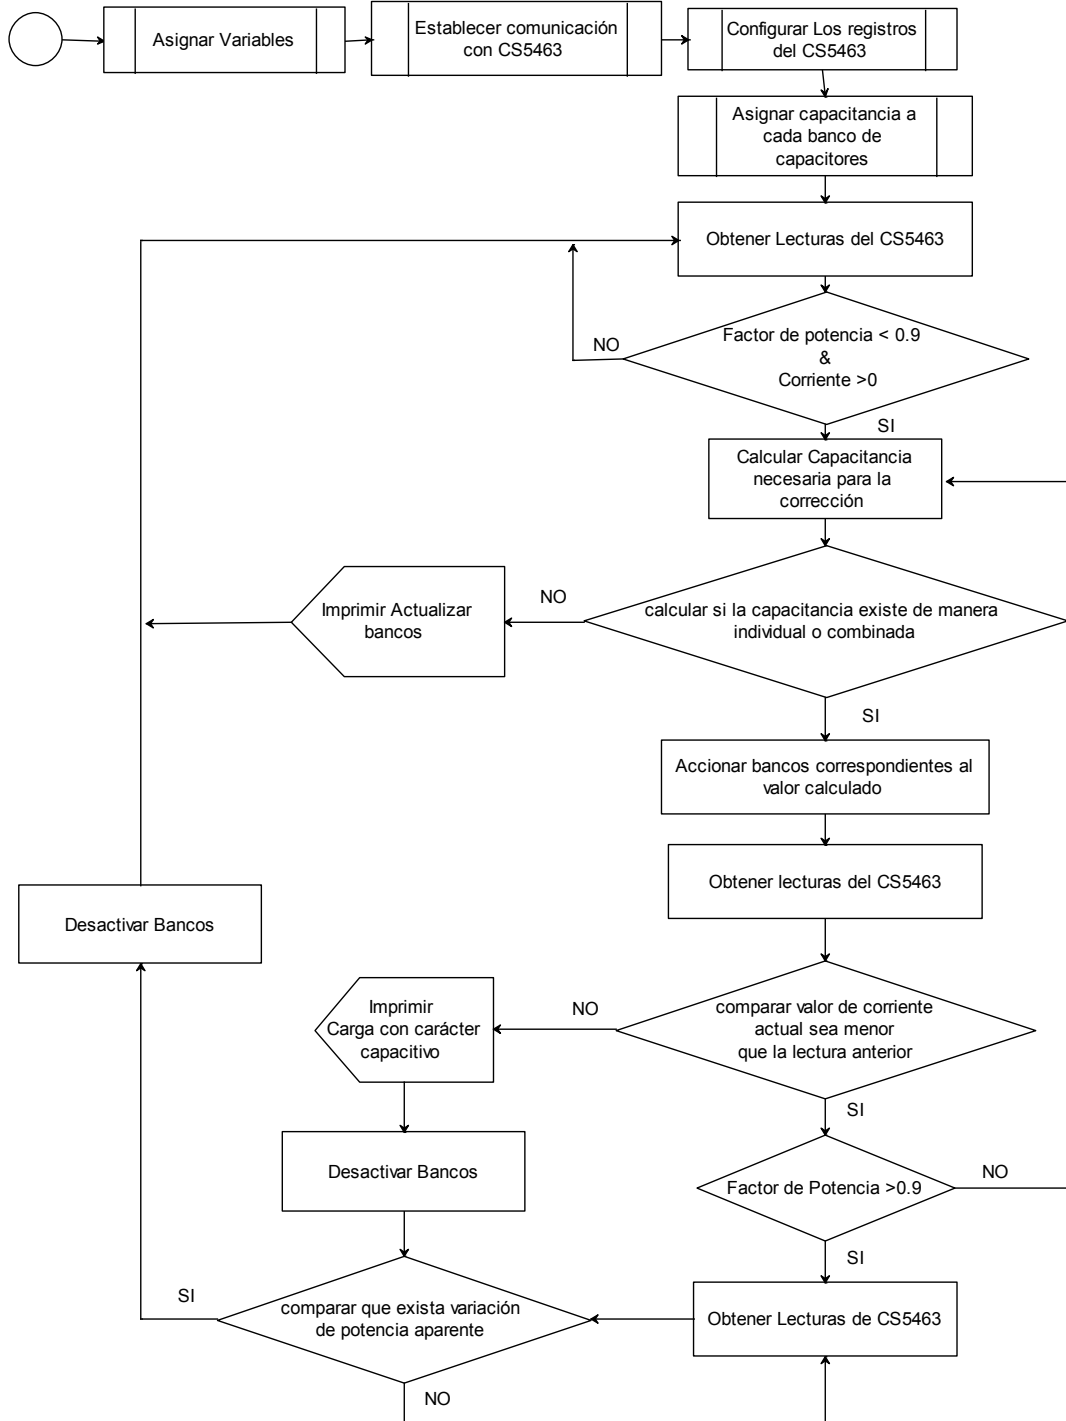 Asignar Variables
Establecer comunicación
con CS5463
Configurar Los registros
del CS5463
Asignar capacitancia a
cada banco de
capacitores
Obtener Lecturas del CS5463
Factor de potencia < 0.9
&
Corriente >0
NO
SI
Calcular Capacitancia
necesaria para la
corrección
calcular si la capacitancia existe de manera
individual o combinada
NO
Imprimir Actualizar
bancos
SI
Accionar bancos correspondientes al
valor calculado
Obtener lecturas del CS5463
Desactivar Bancos
comparar valor de corriente
actual sea menor
que la lectura anterior
NO
Imprimir
Carga con carácter
capacitivo
SI
Desactivar Bancos
Factor de Potencia >0.9
NO
SI
comparar que exista variación
de potencia aparente
SI
Obtener Lecturas de CS5463
NO